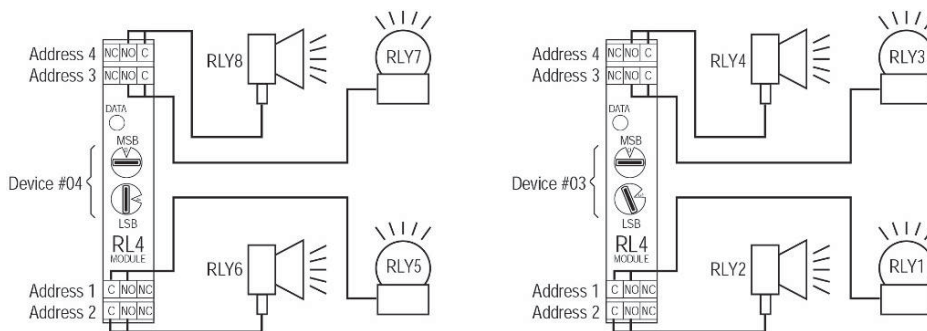 Address 4 NC NO C
Address 3 NC NO C
DATA
MSB
Device #04
LSB
RL4
MODULE
Address 1 C NO NC
Address 2 C NO NC
RLY8
RLY7
RLY6
RLY5
Address 4 NC NO C
Address 3 NC NO C
DATA
MSB
Device #03
LSB
RL4
MODULE
Address 1 C NO NC
Address 2 C NO NC
RLY4
RLY3
RLY2
RLY1